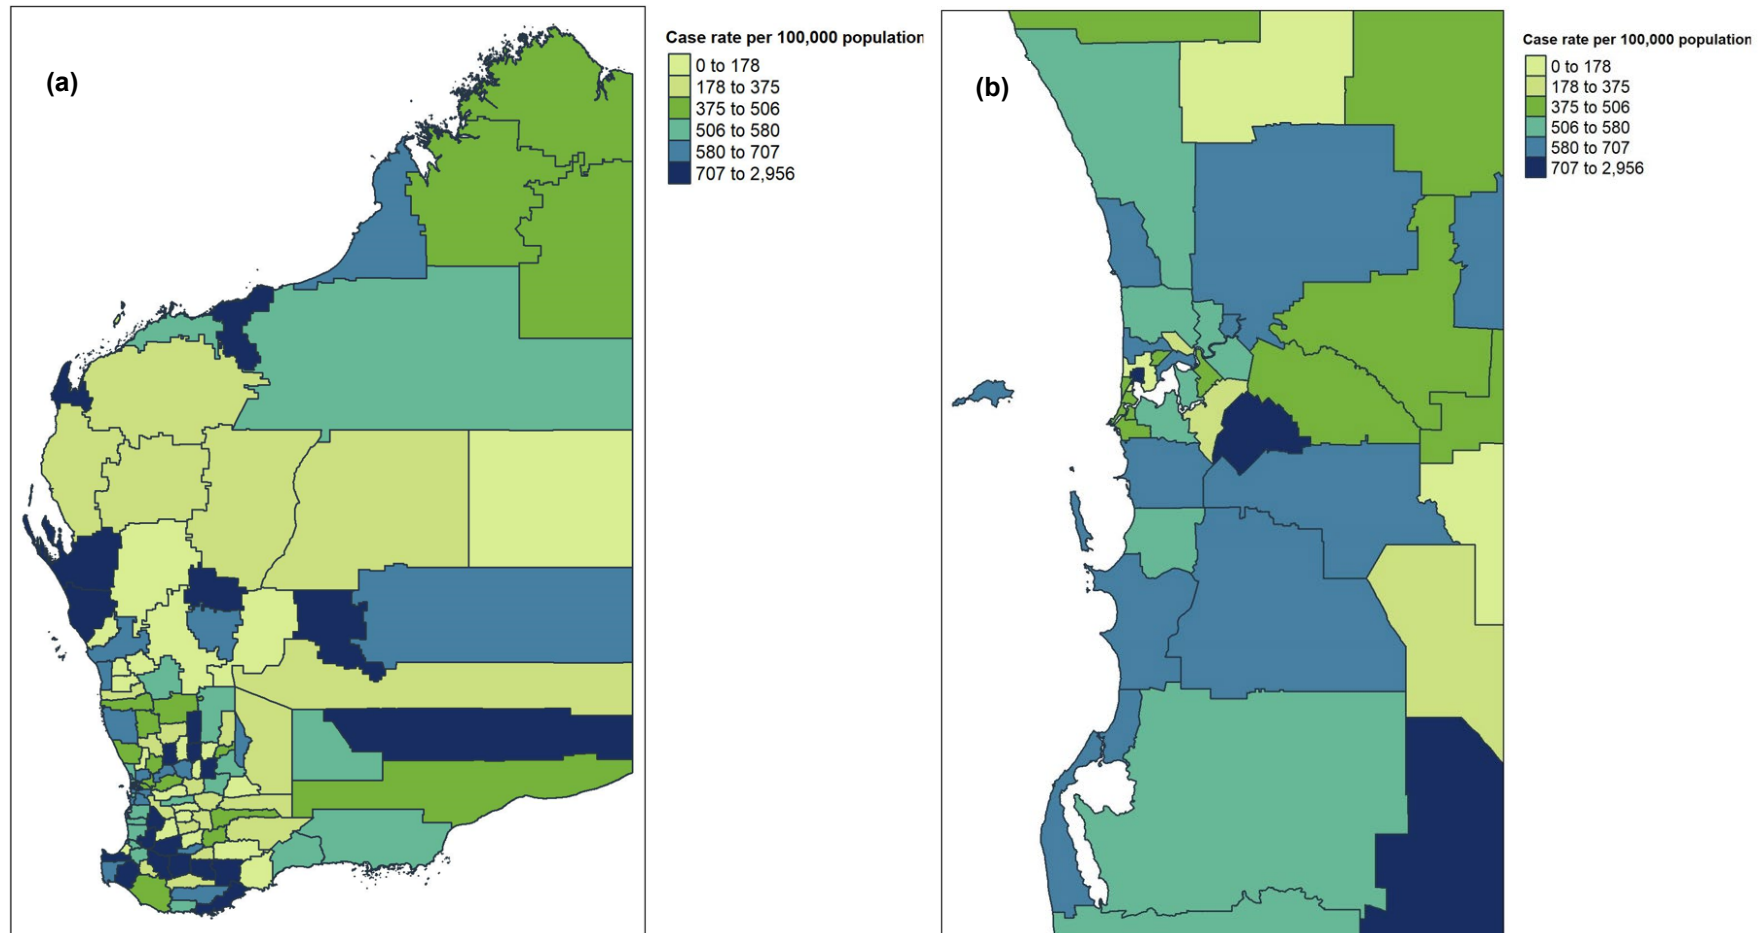 (a)
Case rate per 100,000 population
0 to 178
178 to 375
375 to 506
506 to 580
580 to 707
707 to 2,956
(b)
Case rate per 100,000 population
0 to 178
178 to 375
375 to 506
506 to 580
580 to 707
707 to 2,956